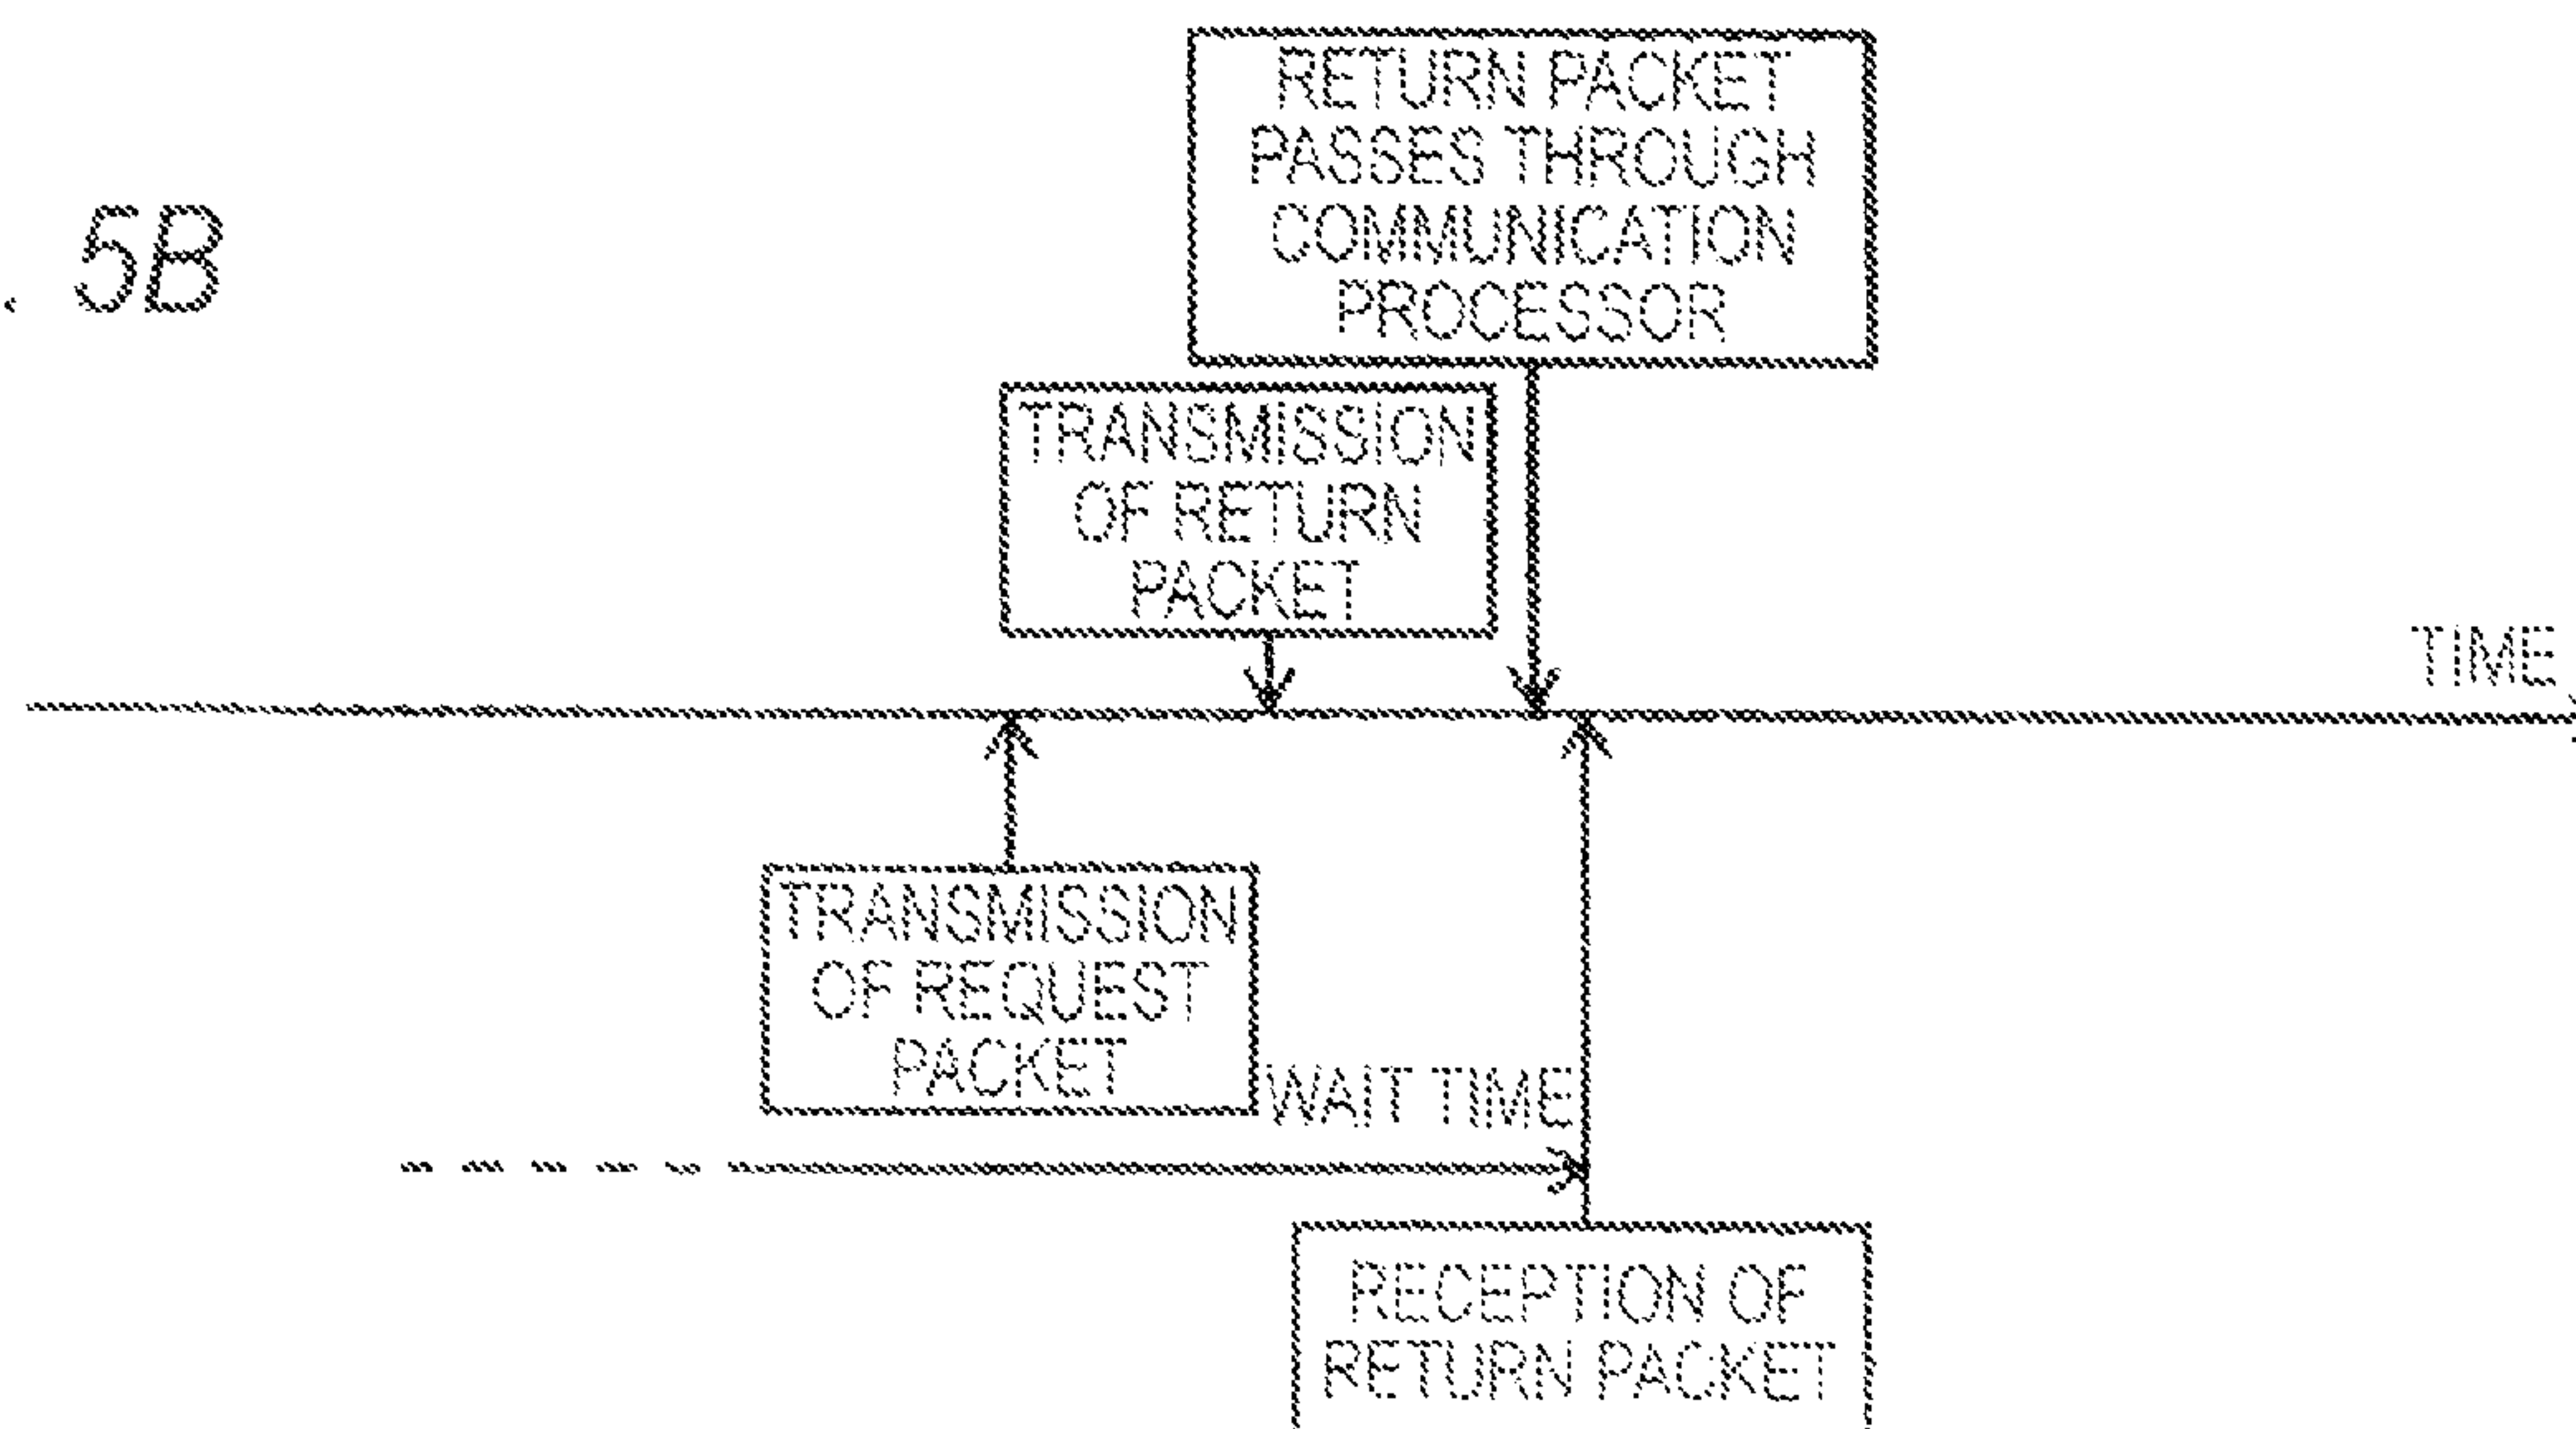 . 5B
RETURN PACKET
PASSES THROUGH
COMMUNICATION
PROCESSOR
TRANSMISSION
OF RETURN
PACKET
TIME
TRANSMISSION
OF REQUEST
PACKET
WAIT TIME
RECEPTION OF
RETURN PACKET